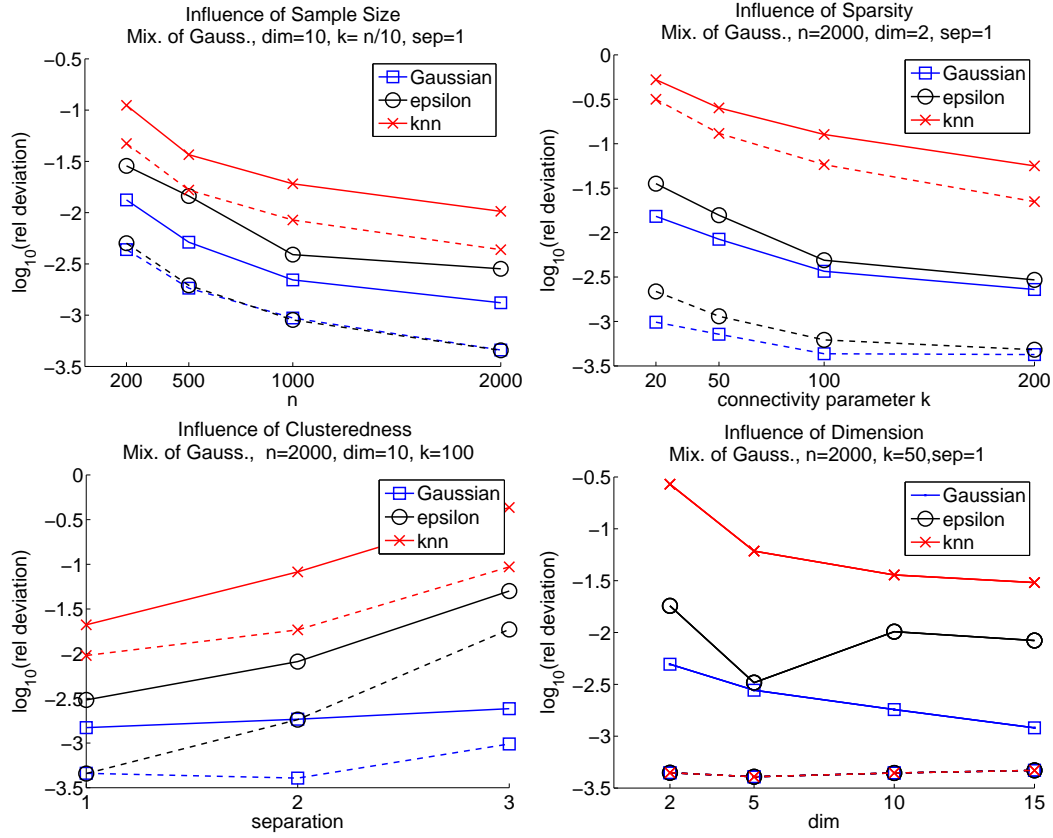 Influence of Sample Size
Mix. of Gauss., dim=10, k= n/10, sep=1
−0.5
−1
−1.5
−2
−2.5
−3
−3.5
log10(rel deviation)
200
500
1000
2000
n
Gaussian
epsilon
knn
Influence of Sparsity
Mix. of Gauss., n=2000, dim=2, sep=1
0
−0.5
−1
−1.5
−2
−2.5
−3
−3.5
log10(rel deviation)
20
50
100
200
connectivity parameter k
Gaussian
epsilon
knn
Influence of Clusteredness
Mix. of Gauss., n=2000, dim=10, k=100
0
−0.5
−1
−1.5
−2
−2.5
−3
−3.5
log10(rel deviation)
1
2
3
separation
Gaussian
epsilon
knn
Influence of Dimension
Mix. of Gauss., n=2000, k=50,sep=1
−0.5
−1
−1.5
−2
−2.5
−3
−3.5
log10(rel deviation)
2
5
10
15
dim
Gaussian
epsilon
knn